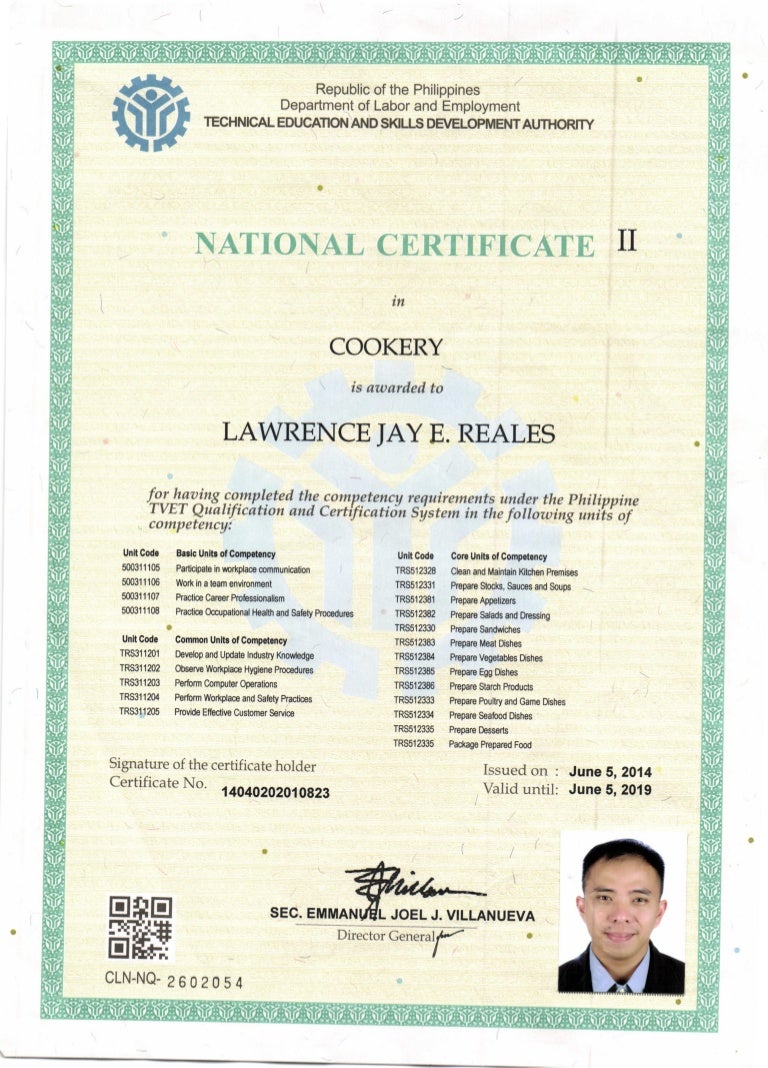 Republic of the Philippines
Department of Labor and Employment
TECHNICAL EDUCATION AND SKILLS DEVELOPMENT AUTHORITY
NATIONAL CERTIFICATE II
in
COOKERY
is awarded to
LAWRENCE JAY E. REALES
for having completed the competency requirements under the Philippine
TVET Qualification and Certification System in the following units of
competency:
Unit Code Basic Units of Competency
500311105 Participate in workplace communication
500311106 Work in a team environment
500311107 Practice Career Professionalism
500311108 Practice Occupational Health and Safety Procedures
Unit Code Common Units of Competency
TRS311201 Develop and Update Industry Knowledge
TRS311202 Observe Workplace Hygiene Procedures
TRS311203 Perform Computer Operations
TRS311204 Perform Workplace and Safety Practices
TRS311205 Provide Effective Customer Service
Unit Code Core Units of Competency
TRS512328 Clean and Maintain Kitchen Premises
TRS512331 Prepare Stocks, Sauces and Soups
TRS512381 Prepare Appetizers
TRS512382 Prepare Salads and Dressing
TRS512330 Prepare Sandwiches
TRS512383 Prepare Meat Dishes
TRS512384 Prepare Vegetables Dishes
TRS512385 Prepare Egg Dishes
TRS512386 Prepare Starch Products
TRS512333 Prepare Poultry and Game Dishes
TRS512334 Prepare Seafood Dishes
TRS512335 Prepare Desserts
TRS512335 Package Prepared Food
Signature of the certificate holder
Certificate No. 14040202010823
Issued on : June 5, 2014
Valid until: June 5, 2019
SEC. EMMANUEL JOEL J. VILLANUEVA
Director General
CLN-NQ- 2602054